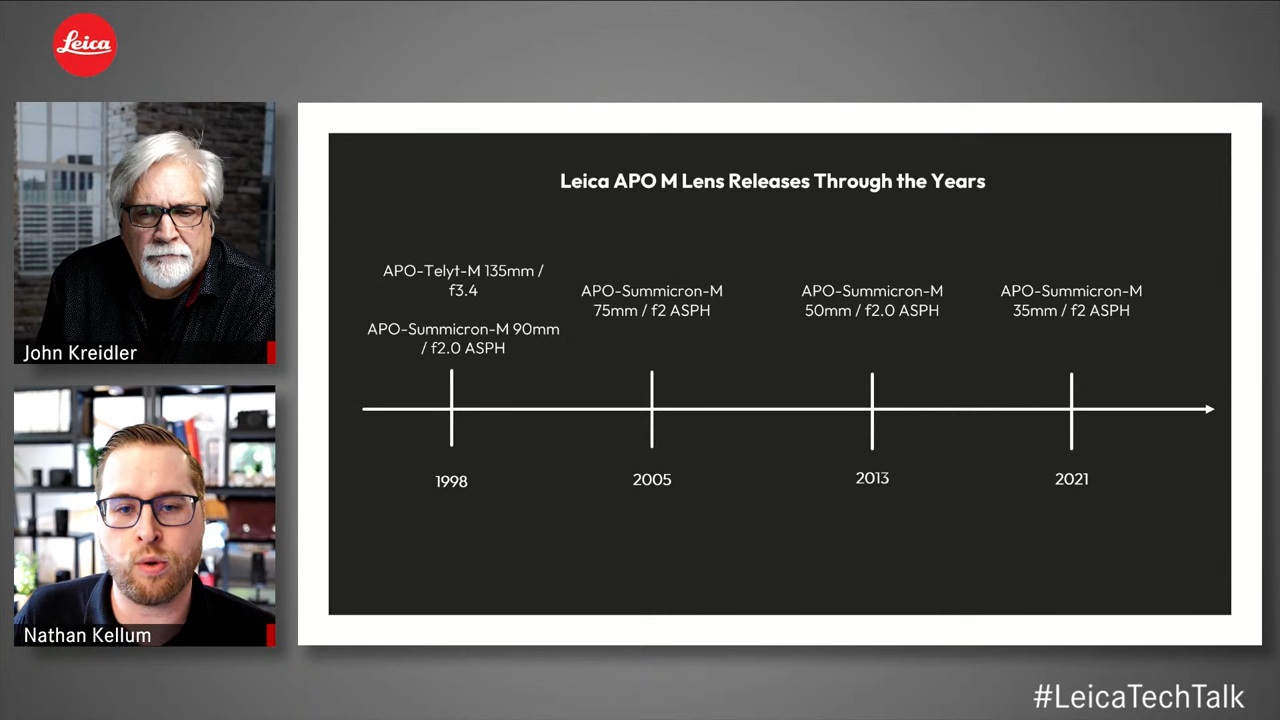 Leica
John Kreidler
Nathan Kellum
Leica APO M Lens Releases Through the Years
APO-Telyt-M 135mm /
f3.4
APO-Summicron-M 90mm
/ f2.0 ASPH
APO-Summicron-M
75mm / f2 ASPH
APO-Summicron-M
50mm / f2.0 ASPH
APO-Summicron-M
35mm / f2 ASPH
1998
2005
2013
2021
#LeicaTechTalk